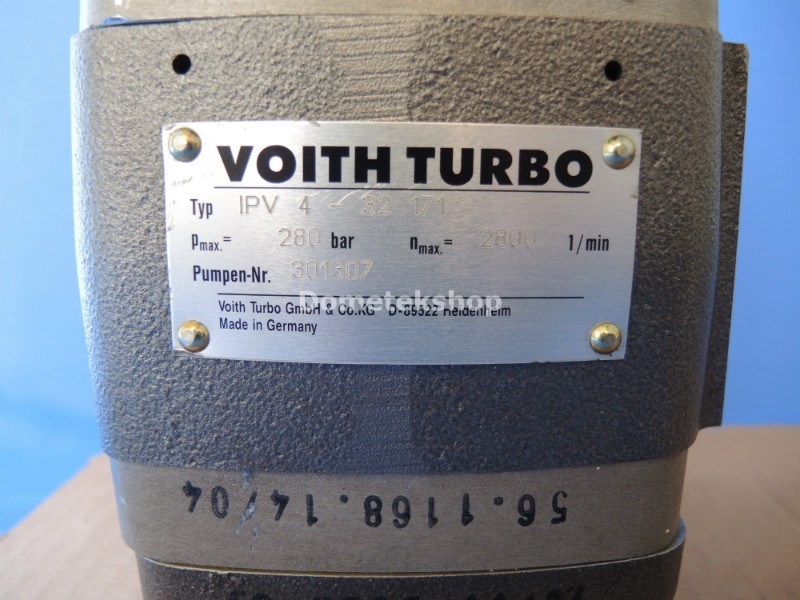 VOITH TURBO
Typ IPV 4 - 32 171
pmax.= 280 bar nmax.= 2800 1/min
Pumpen-Nr. 301307
Dometekshop
Voith Turbo GmbH & Co.KG D-89522 Heidenheim
Made in Germany
56.1168.14/04